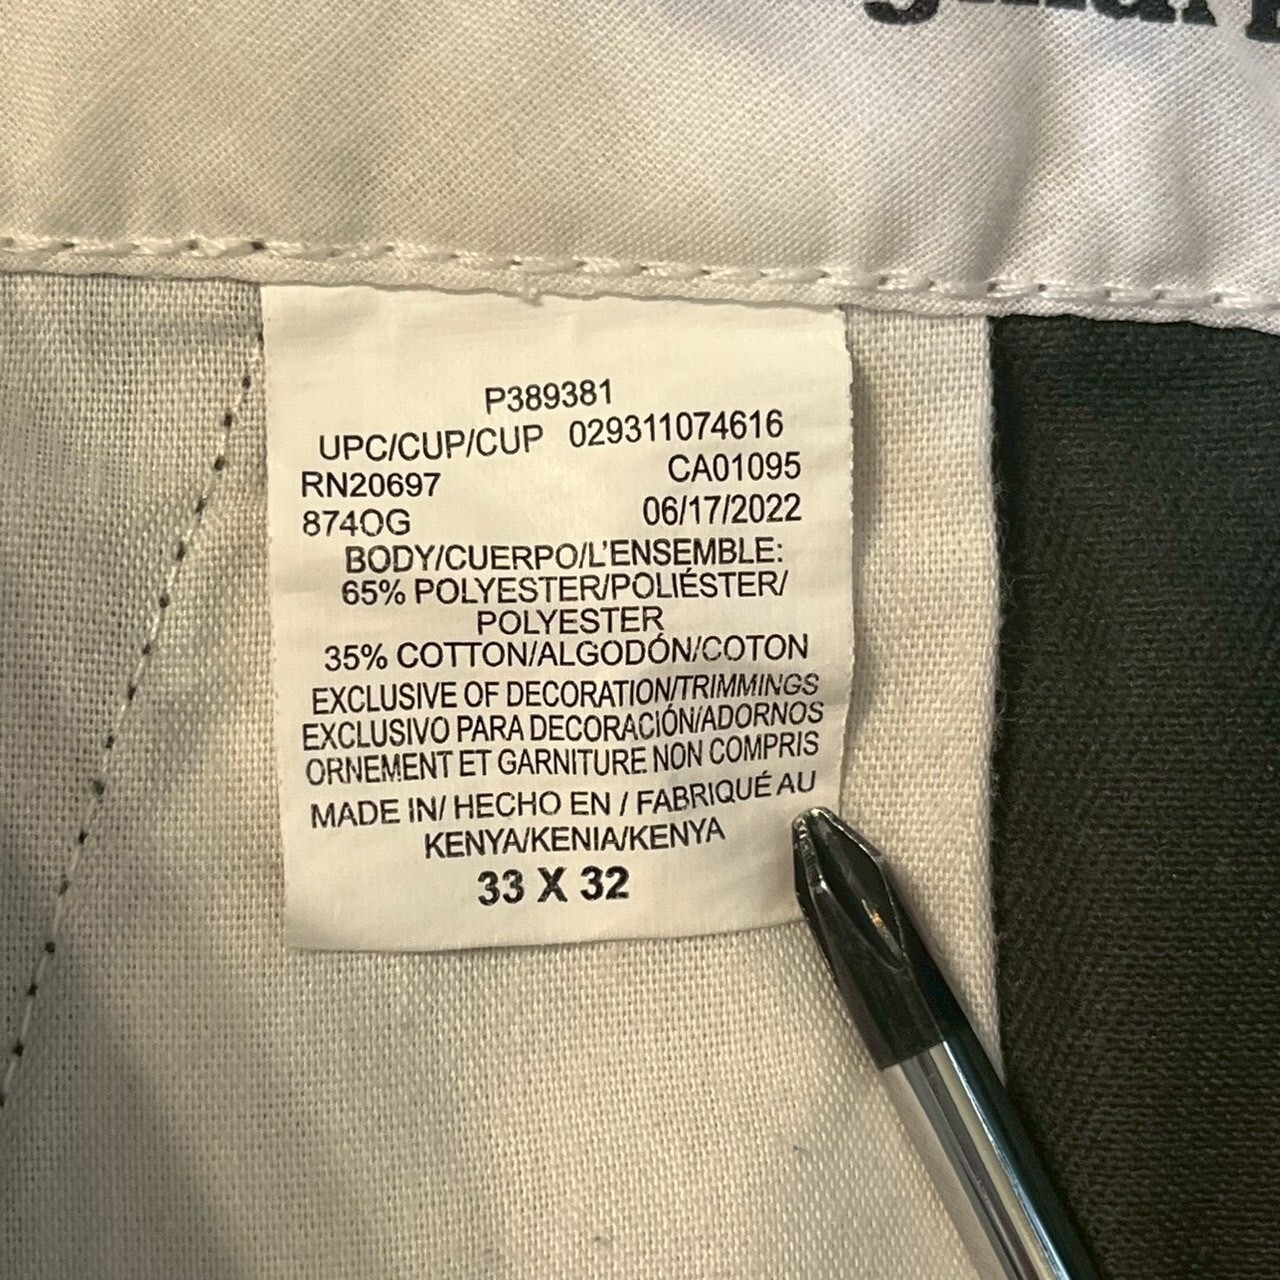 P389381
UPC/CUP/CUP 029311074616
RN20697 CA01095
874OG 06/17/2022
BODY/CUERPO/L'ENSEMBLE:
65% POLYESTER/POLIÉSTER/
POLYESTER
35% COTTON/ALGODÓN/COTON
EXCLUSIVE OF DECORATION/TRIMMINGS
EXCLUSIVO PARA DECORACIÓN/ADORNOS
ORNEMENT ET GARNITURE NON COMPRIS
MADE IN/ HECHO EN / FABRIQUÉ AU
KENYA/KENIA/KENYA
33 X 32